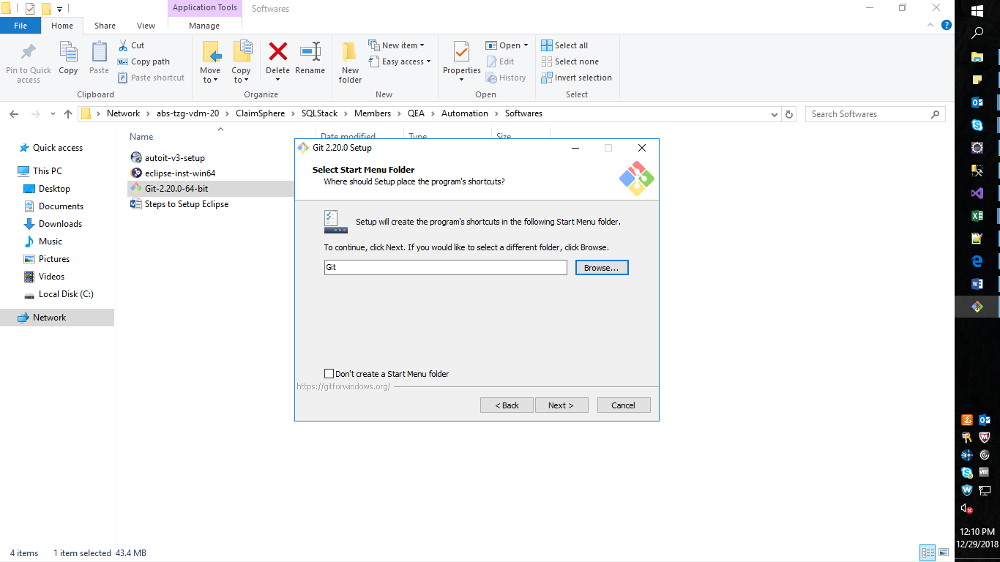 Application Tools
Softwares
File
Home
Share
View
Manage
Pin to Quick access
Copy
Paste
Cut
Copy path
Paste shortcut
Clipboard
Move to
Copy to
Delete
Rename
Organize
New folder
New item
Easy access
New
Properties
Open
Edit
History
Open
Select all
Select none
Invert selection
Select
Network
abs-tzg-vdm-20
ClaimSphere
SQLStack
Members
QEA
Automation
Softwares
Search Softwares
Quick access
This PC
Desktop
Documents
Downloads
Music
Pictures
Videos
Local Disk (C:)
Network
Name
Date modified
Type
Size
autoit-v3-setup
eclipse-inst-win64
Git-2.20.0-64-bit
Steps to Setup Eclipse
Git 2.20.0 Setup
Select Start Menu Folder
Where should Setup place the program's shortcuts?
Setup will create the program's shortcuts in the following Start Menu folder.
To continue, click Next. If you would like to select a different folder, click Browse.
Git
Browse...
Don't create a Start Menu folder
https://gitforwindows.org/
< Back
Next >
Cancel
4 items
1 item selected
43.4 MB
12:10 PM
12/29/2018